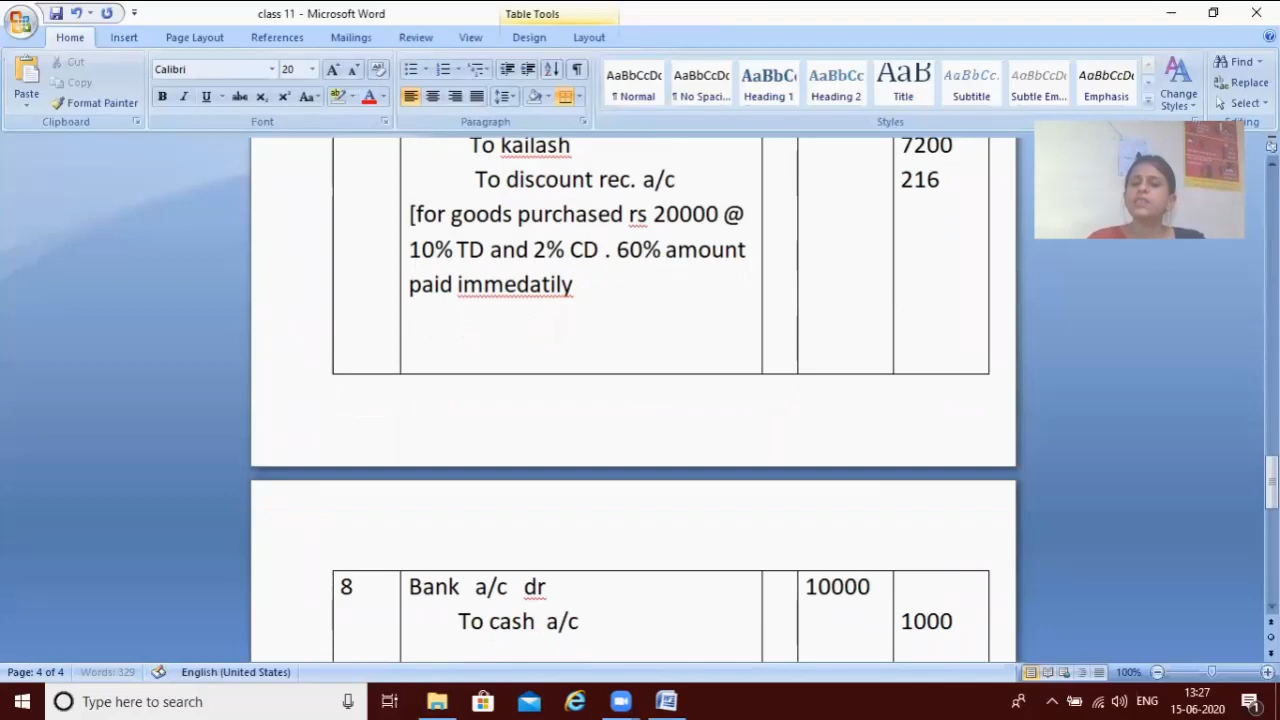 class 11 - Microsoft Word
Table Tools
Home Insert Page Layout References Mailings Review View Design Layout
Paste
Cut
Copy
Format Painter
Clipboard
Calibri 20
Font
Paragraph
AaBbCcDc AaBbCcDc AaBbC AaBbCc AaB AaBbCc. AaBbCcDc AaBbCcDc
¶ Normal ¶ No Spaci... Heading 1 Heading 2 Title Subtitle Subtle Em... Emphasis
Change Styles
Styles
Find
Replace
Select
Editing
To kailash 7200
To discount rec. a/c 216
[for goods purchased rs 20000 @
10% TD and 2% CD . 60% amount
paid immedatily
8 Bank a/c dr 10000
To cash a/c 1000
Page: 4 of 4 Words: 329 English (United States) 100%
Type here to search
ENG
13:27
15-06-2020